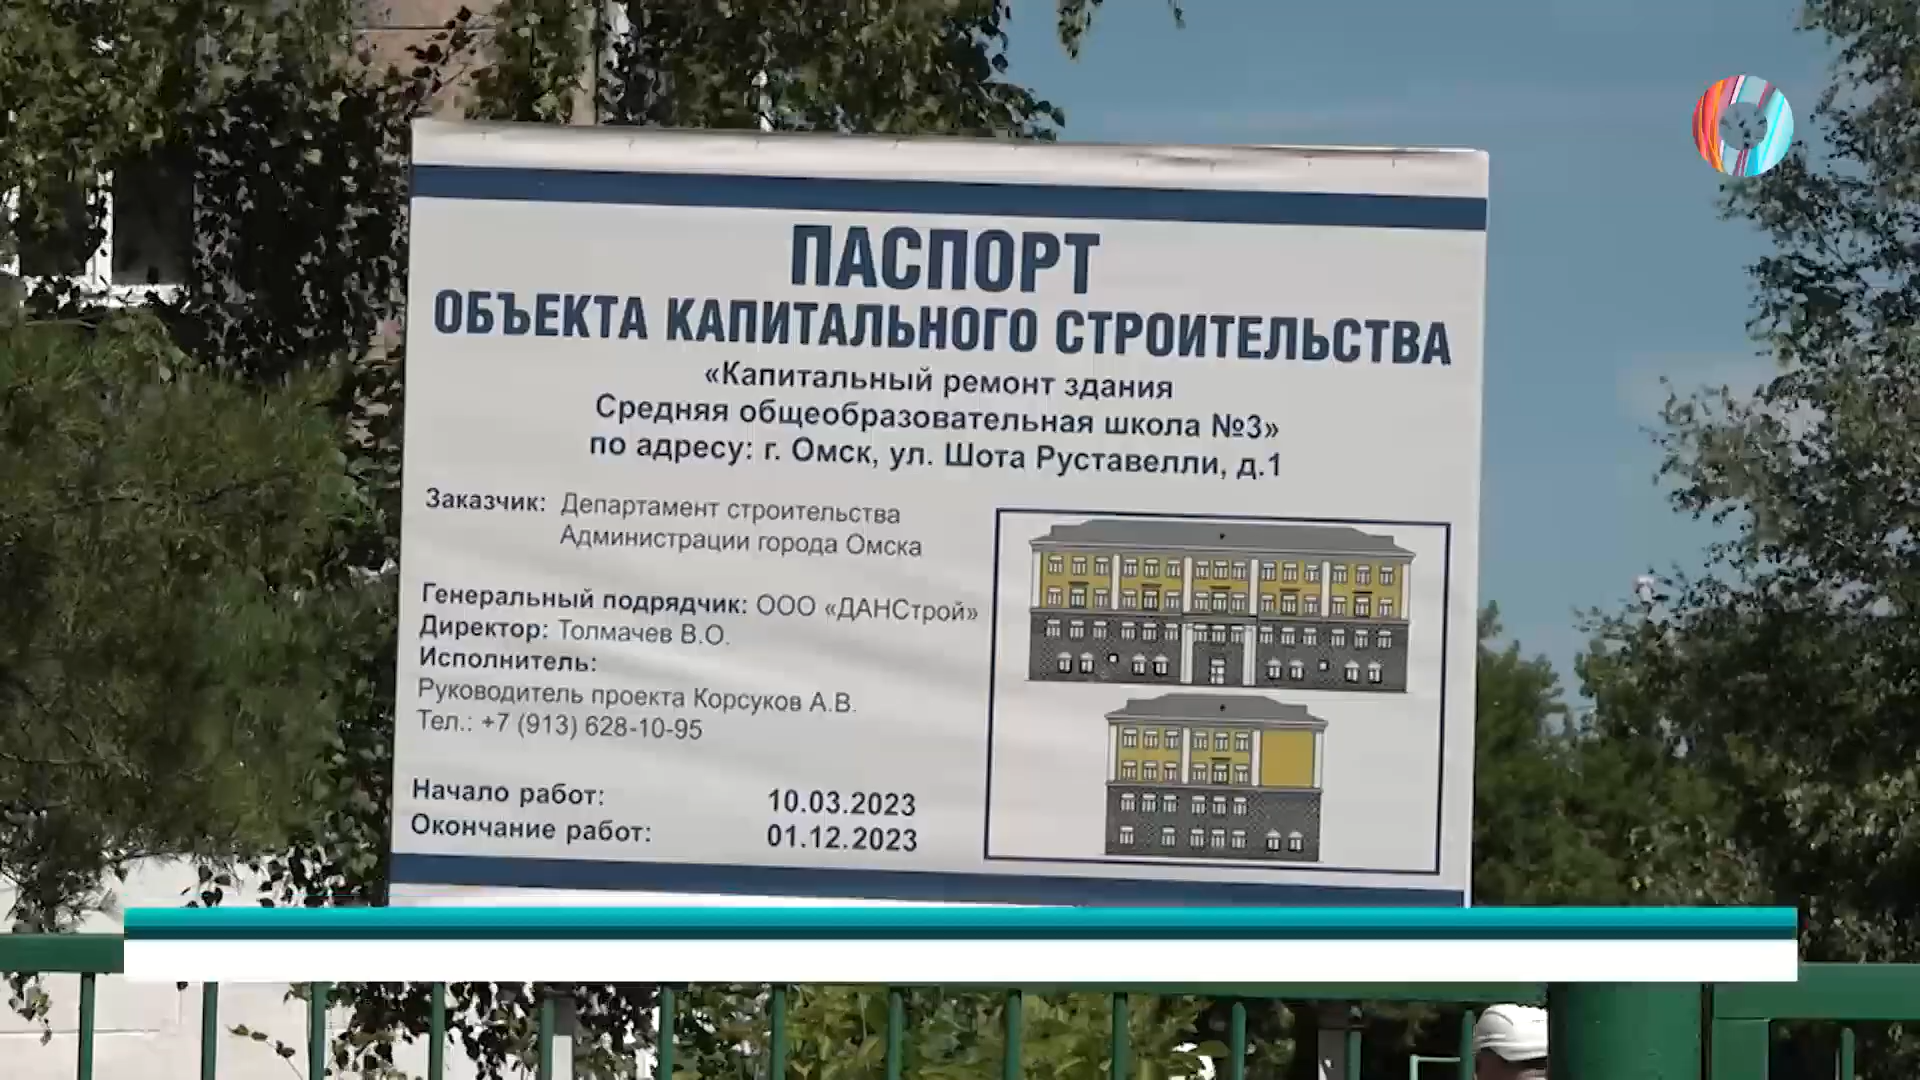 ПАСПОРТ
ОБЪЕКТА КАПИТАЛЬНОГО СТРОИТЕЛЬСТВА
«Капитальный ремонт здания
Средняя общеобразовательная школа №3»
по адресу: г. Омск, ул. Шота Руставелли, д.1
Заказчик: Департамент строительства
Администрации города Омска
Генеральный подрядчик: ООО «ДАНСтрой»
Директор: Толмачев В.О.
Исполнитель:
Руководитель проекта Корсуков А.В.
Тел.: +7 (913) 628-10-95
Начало работ: 10.03.2023
Окончание работ: 01.12.2023